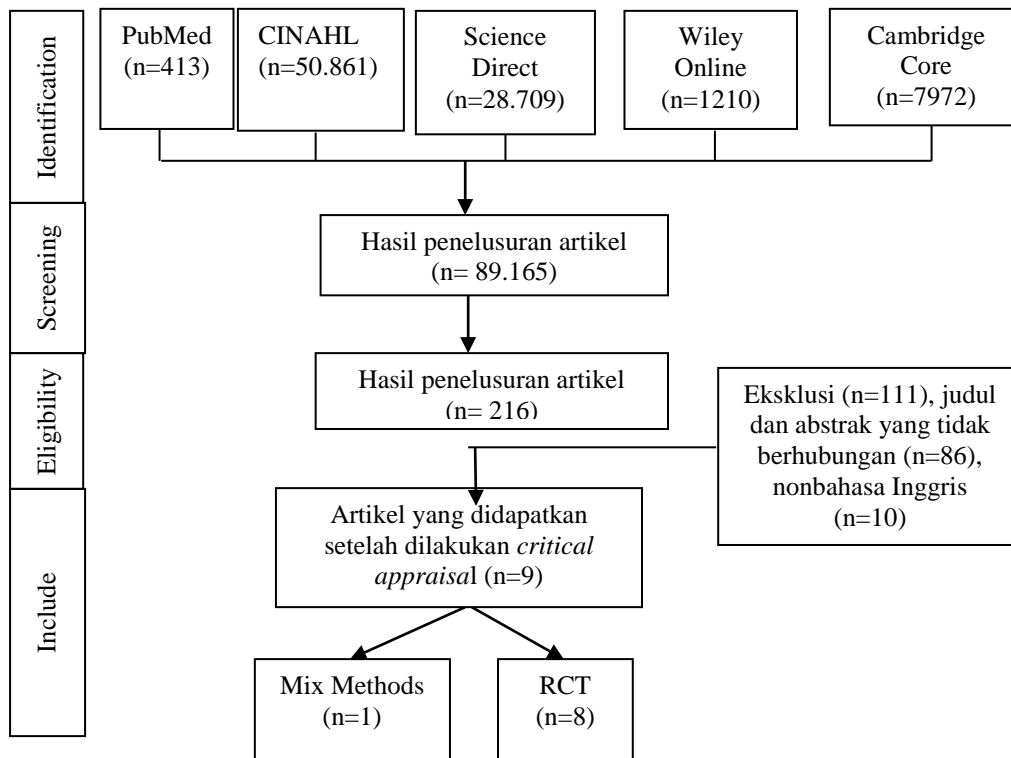 Identification
PubMed
(n=413)
CINAHL
(n=50.861)
Science
Direct
(n=28.709)
Wiley
Online
(n=1210)
Cambridge
Core
(n=7972)
Screening
Hasil penelusuran artikel
(n= 89.165)
Eligibility
Hasil penelusuran artikel
n= 216)
Eksklusi (n=111), judul
dan abstrak yang tidak
berhubungan (n=86),
nonbahasa Inggris
(n=10)
Include
Artikel yang didapatkan
setelah dilakukan critical
appraisal (n=9)
Mix Methods
(n=1)
RCT
(n=8)